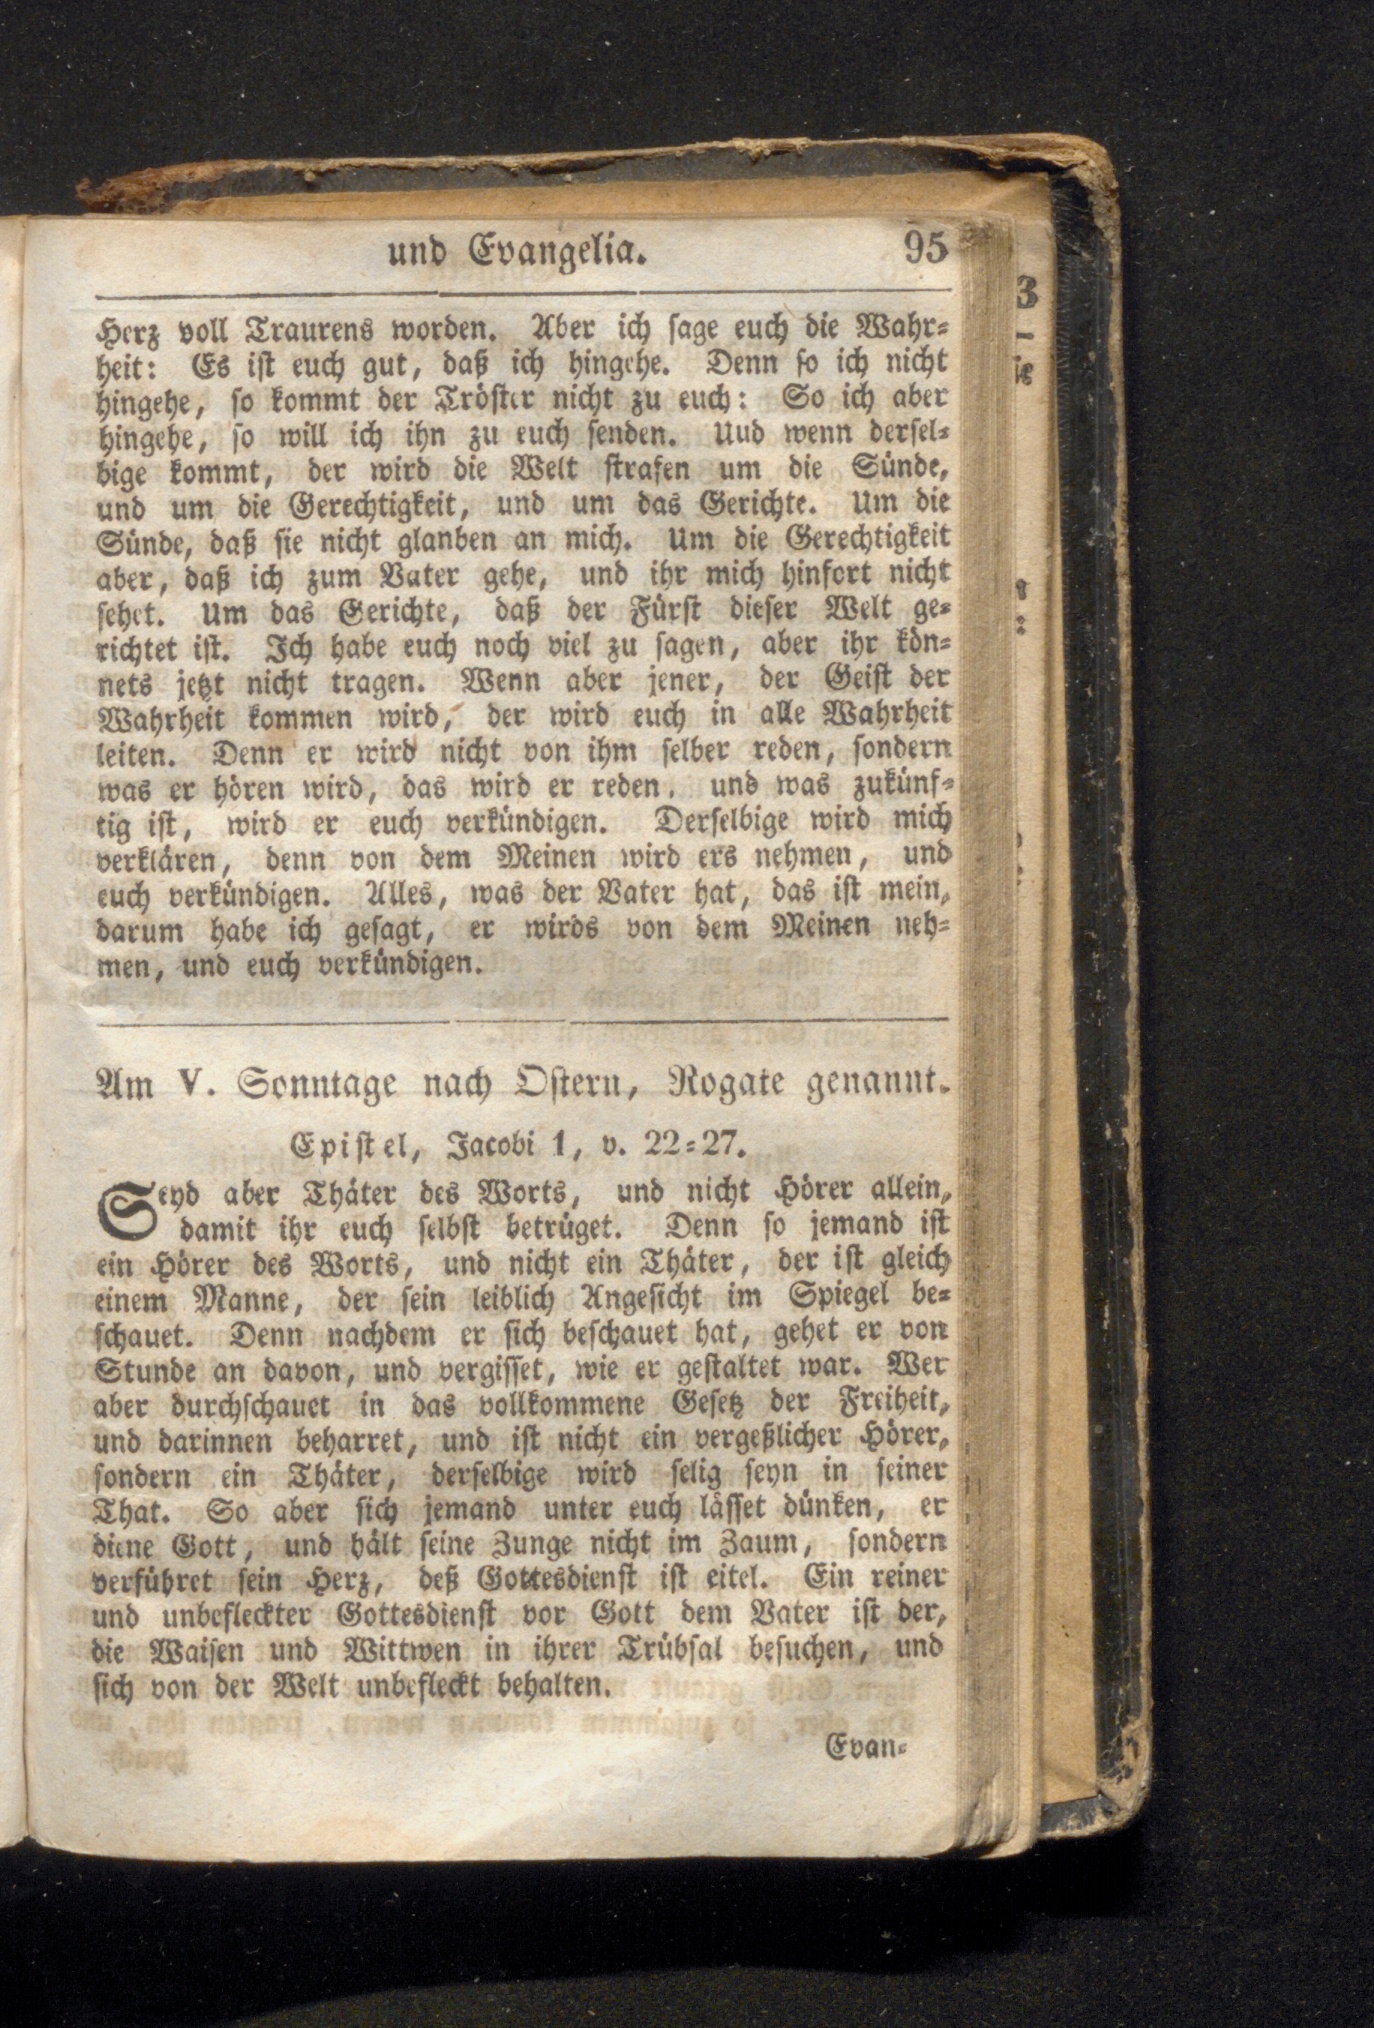 und Evangelia. 95
Herz voll Traurens worden. Aber ich sage euch die Wahr-
heit: Es ist euch gut, daß ich hingehe. Denn so ich nicht
hingehe, so kommt der Tröster nicht zu euch: So ich aber
hingehe, so will ich ihn zu euch senden. Uud wenn dersel-
bige kommt, der wird die Welt strafen um die Sünde,
und um die Gerechtigkeit, und um das Gerichte. Um die
Sünde, daß sie nicht glanben an mich. Um die Gerechtigkeit
aber, daß ich zum Vater gehe, und ihr mich hinfort nicht
sehet. Um das Gerichte, daß der Fürst dieser Welt ge-
richtet ist. Ich habe euch noch viel zu sagen, aber ihr kön-
nets jetzt nicht tragen. Wenn aber jener, der Geist der
Wahrheit kommen wird, der wird euch in alle Wahrheit
leiten. Denn er wird nicht von ihm selber reden, sondern
was er hören wird, das wird er reden, und was zukünf-
tig ist, wird er euch verkündigen. Derselbige wird mich
verklären, denn von dem Meinen wird ers nehmen, und
euch verkündigen. Alles, was der Vater hat, das ist mein,
darum habe ich gesagt, er wirds von dem Meinen neh-
men, und euch verkündigen.
Am V. Sonntage nach Ostern, Rogate genannt.
Epistel, Jacobi 1, v. 22-27.
Seyd aber Thäter des Worts, und nicht Hörer allein,
damit ihr euch selbst betrüget. Denn so jemand ist
ein Hörer des Worts, und nicht ein Thäter, der ist gleich
einem Manne, der sein leiblich Angesicht im Spiegel be-
schauet. Denn nachdem er sich beschauet hat, gehet er von
Stunde an davon, und vergisset, wie er gestaltet war. Wer
aber durchschauet in das vollkommene Gesetz der Freiheit,
und darinnen beharret, und ist nicht ein vergeßlicher Hörer,
sondern ein Thäter, derselbige wird selig seyn in seiner
That. So aber sich jemand unter euch lässet dünken, er
diene Gott, und hält seine Zunge nicht im Zaum, sondern
verführet sein Herz, deß Gottesdienst ist eitel. Ein reiner
und unbefleckter Gottesdienst vor Gott dem Vater ist der,
die Waisen und Wittwen in ihrer Trübsal besuchen, und
sich von der Welt unbefleckt behalten.
Evan-